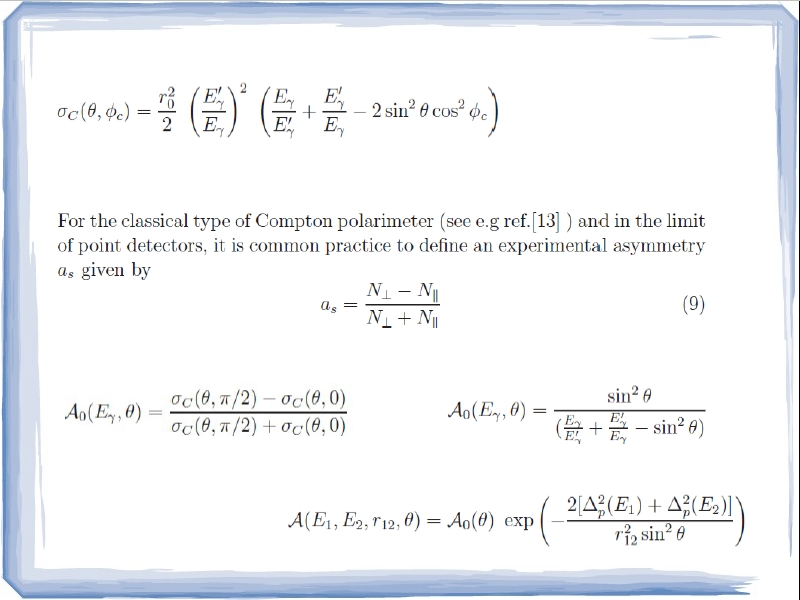 σ_C(θ, ϕ_c) = r_0^2/2 (E′_γ/E_γ)^2 (E_γ/E′_γ + E′_γ/E_γ − 2 sin^2 θ cos^2 ϕ_c)
For the classical type of Compton polarimeter (see e.g ref.[13] ) and in the limit
of point detectors, it is common practice to define an experimental asymmetry
a_s given by
a_s = (N_⊥ − N_∥)/(N_⊥ + N_∥) (9)
𝒜_0(E_γ, θ) = (σ_C(θ, π/2) − σ_C(θ, 0))/(σ_C(θ, π/2) + σ_C(θ, 0))
𝒜_0(E_γ, θ) = sin^2 θ/(E_γ/E′_γ + E′_γ/E_γ − sin^2 θ)
𝒜(E_1, E_2, r_12, θ) = 𝒜_0(θ) exp(−2[Δ_p^2(E_1) + Δ_p^2(E_2)]/r_12^2 sin^2 θ)